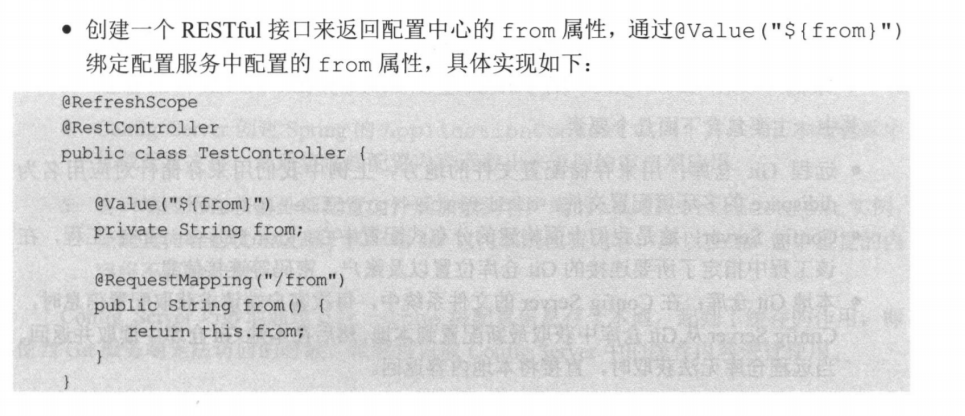 • 创建一个 RESTful 接口来返回配置中心的 from 属性，通过@Value("${from}")
绑定配置服务中配置的 from 属性，具体实现如下：
@RefreshScope
@RestController
public class TestController {
@Value("${from}")
private String from;
@RequestMapping("/from")
public String from() {
return this.from;
}
}